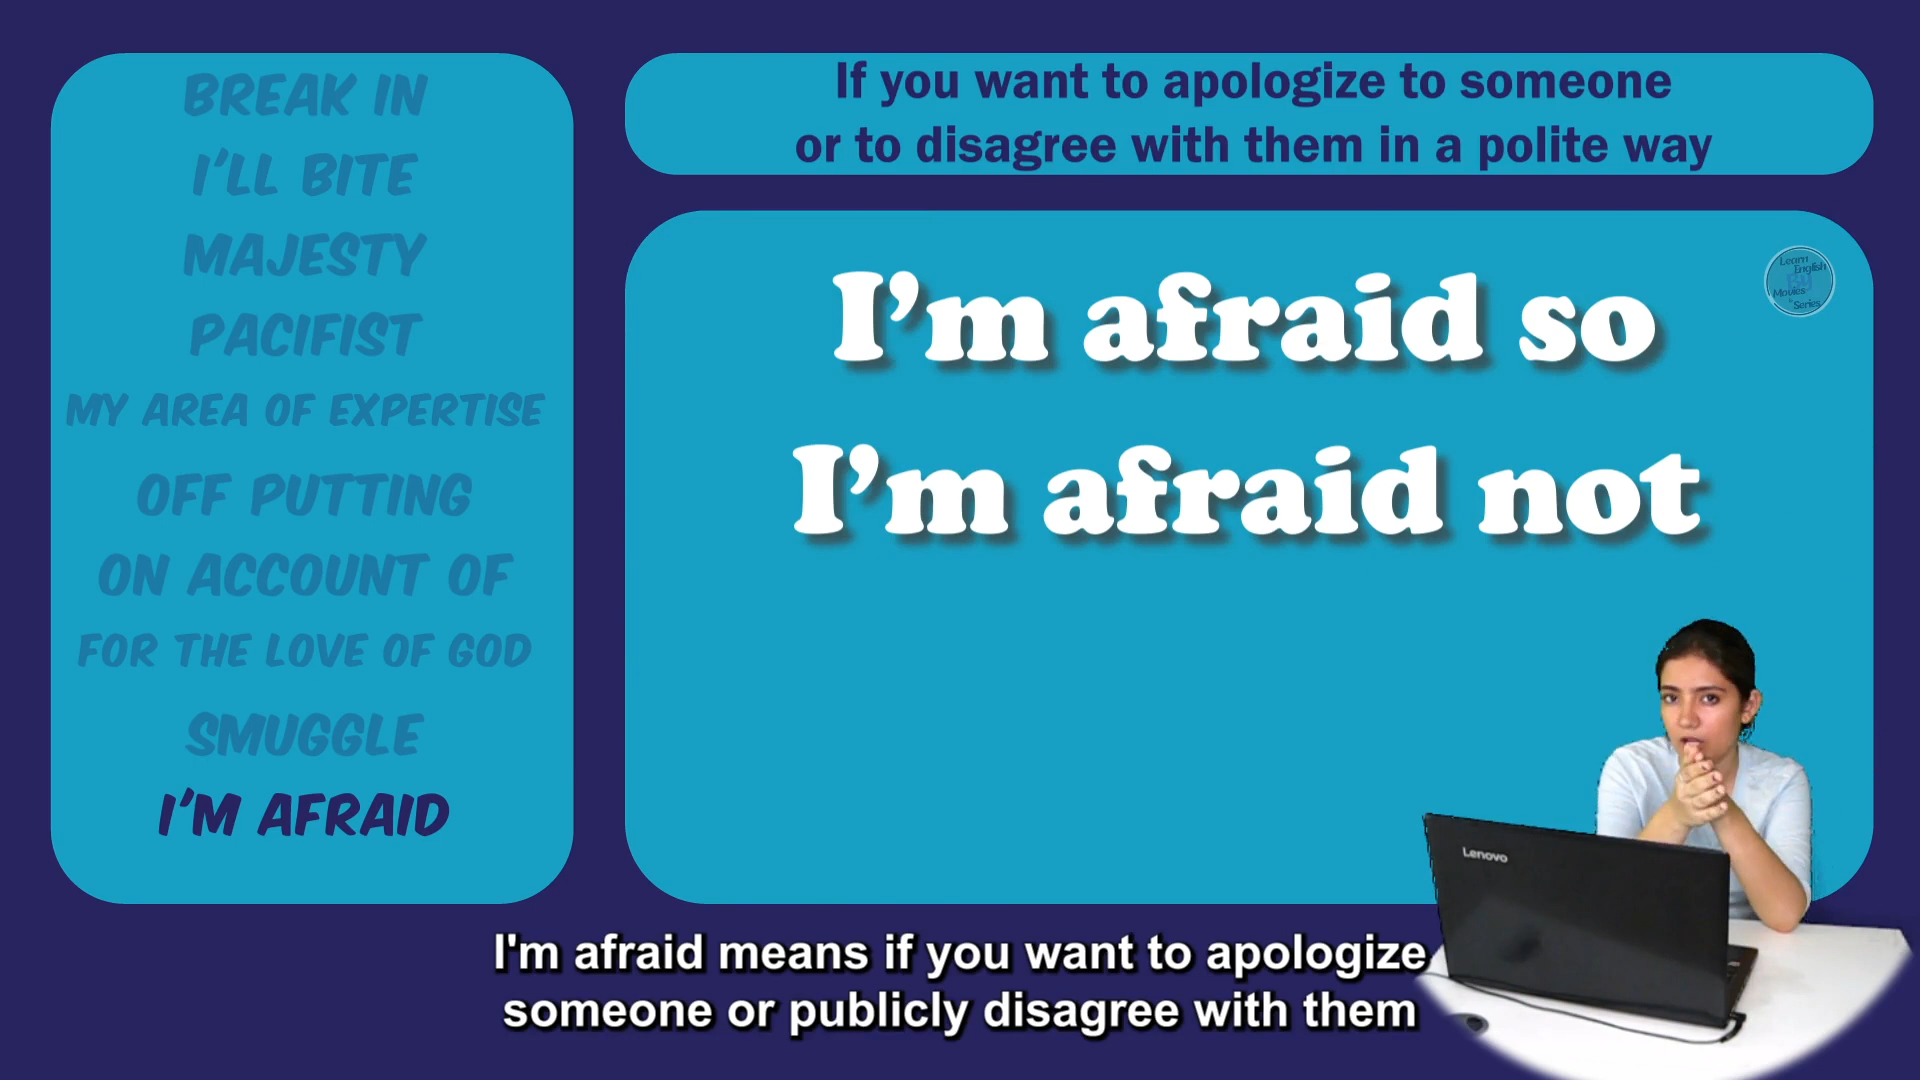 BREAK IN
I'LL BITE
MAJESTY
PACIFIST
MY AREA OF EXPERTISE
OFF PUTTING
ON ACCOUNT OF
FOR THE LOVE OF GOD
SMUGGLE
I'M AFRAID
If you want to apologize to someone
or to disagree with them in a polite way
Learn
English
Movies
Series
I'm afraid so
I'm afraid not
Lenovo
I'm afraid means if you want to apologize
someone or publicly disagree with them